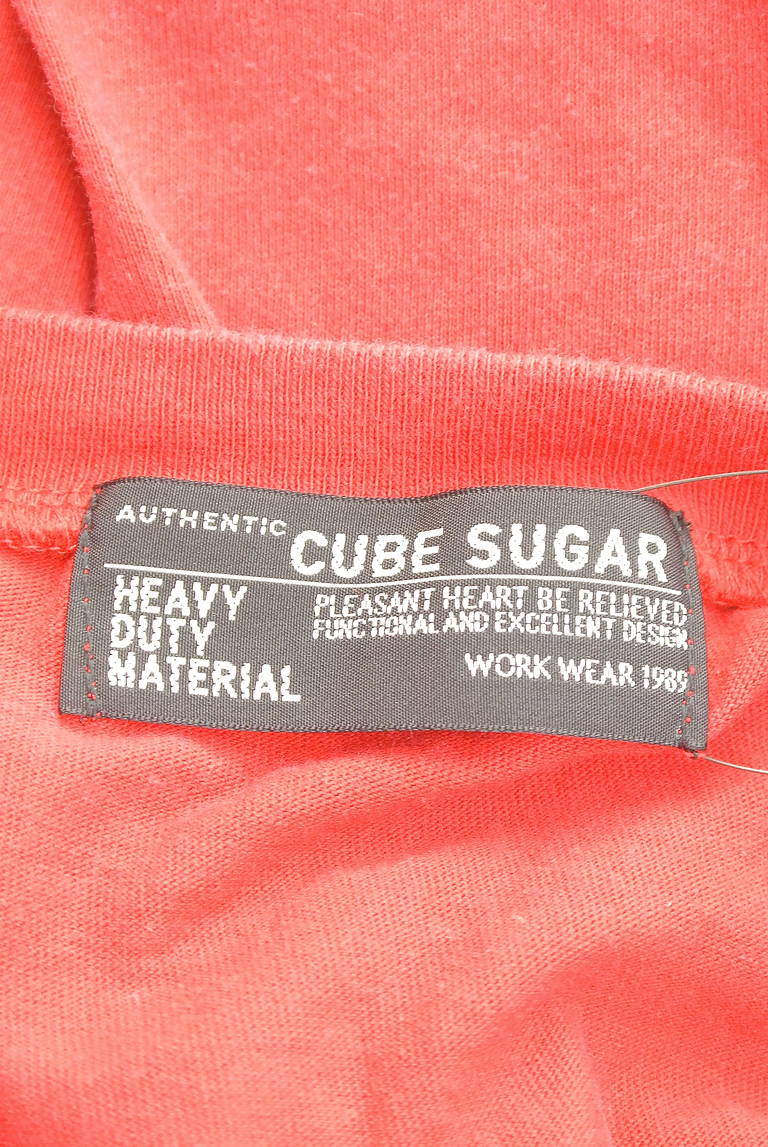 AUTHENTIC CUBE SUGAR
HEAVY
DUTY
MATERIAL
PLEASANT HEART BE RELIEVED
FUNCTIONAL AND EXCELLENT DESIGN
WORK WEAR 1989